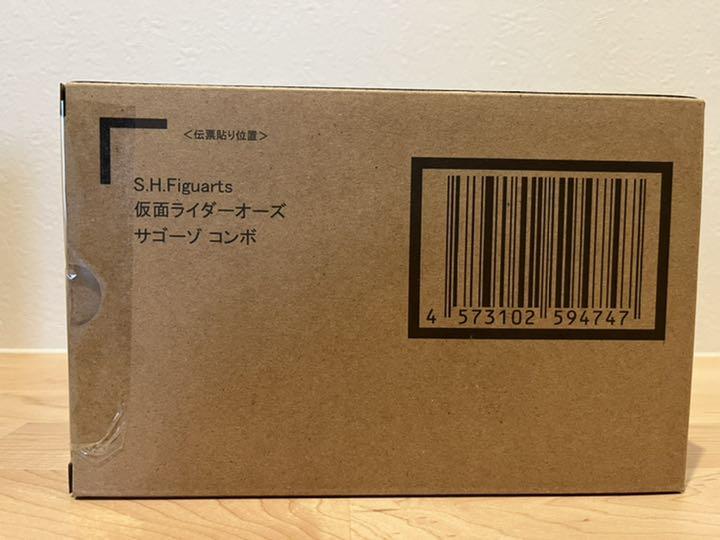 <伝票貼り位置>
S.H.Figuarts
仮面ライダーオーズ
サゴーゾ コンボ
4 573102 594747